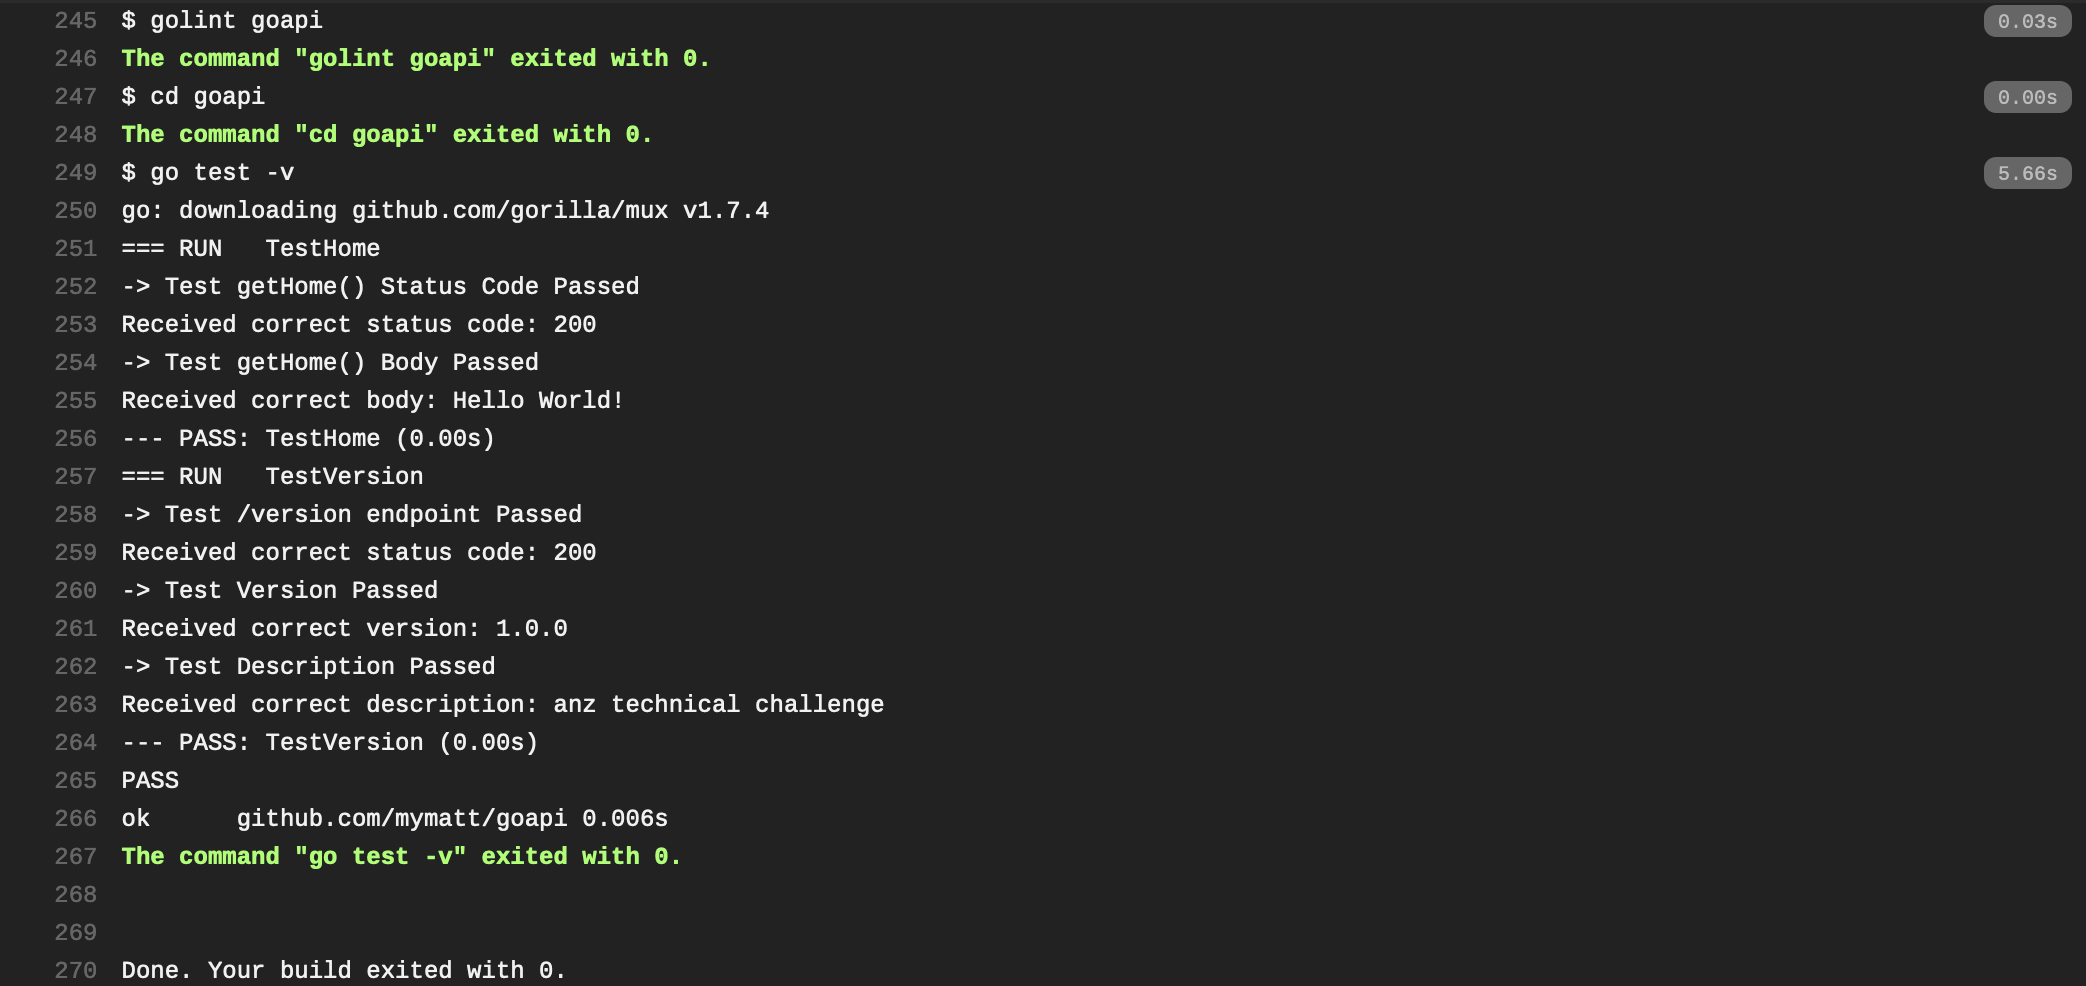 245 $ golint goapi 0.03s
246 The command "golint goapi" exited with 0.
247 $ cd goapi 0.00s
248 The command "cd goapi" exited with 0.
249 $ go test -v 5.66s
250 go: downloading github.com/gorilla/mux v1.7.4
251 === RUN   TestHome
252 -> Test getHome() Status Code Passed
253 Received correct status code: 200
254 -> Test getHome() Body Passed
255 Received correct body: Hello World!
256 --- PASS: TestHome (0.00s)
257 === RUN   TestVersion
258 -> Test /version endpoint Passed
259 Received correct status code: 200
260 -> Test Version Passed
261 Received correct version: 1.0.0
262 -> Test Description Passed
263 Received correct description: anz technical challenge
264 --- PASS: TestVersion (0.00s)
265 PASS
266 ok      github.com/mymatt/goapi 0.006s
267 The command "go test -v" exited with 0.
268
269
270 Done. Your build exited with 0.